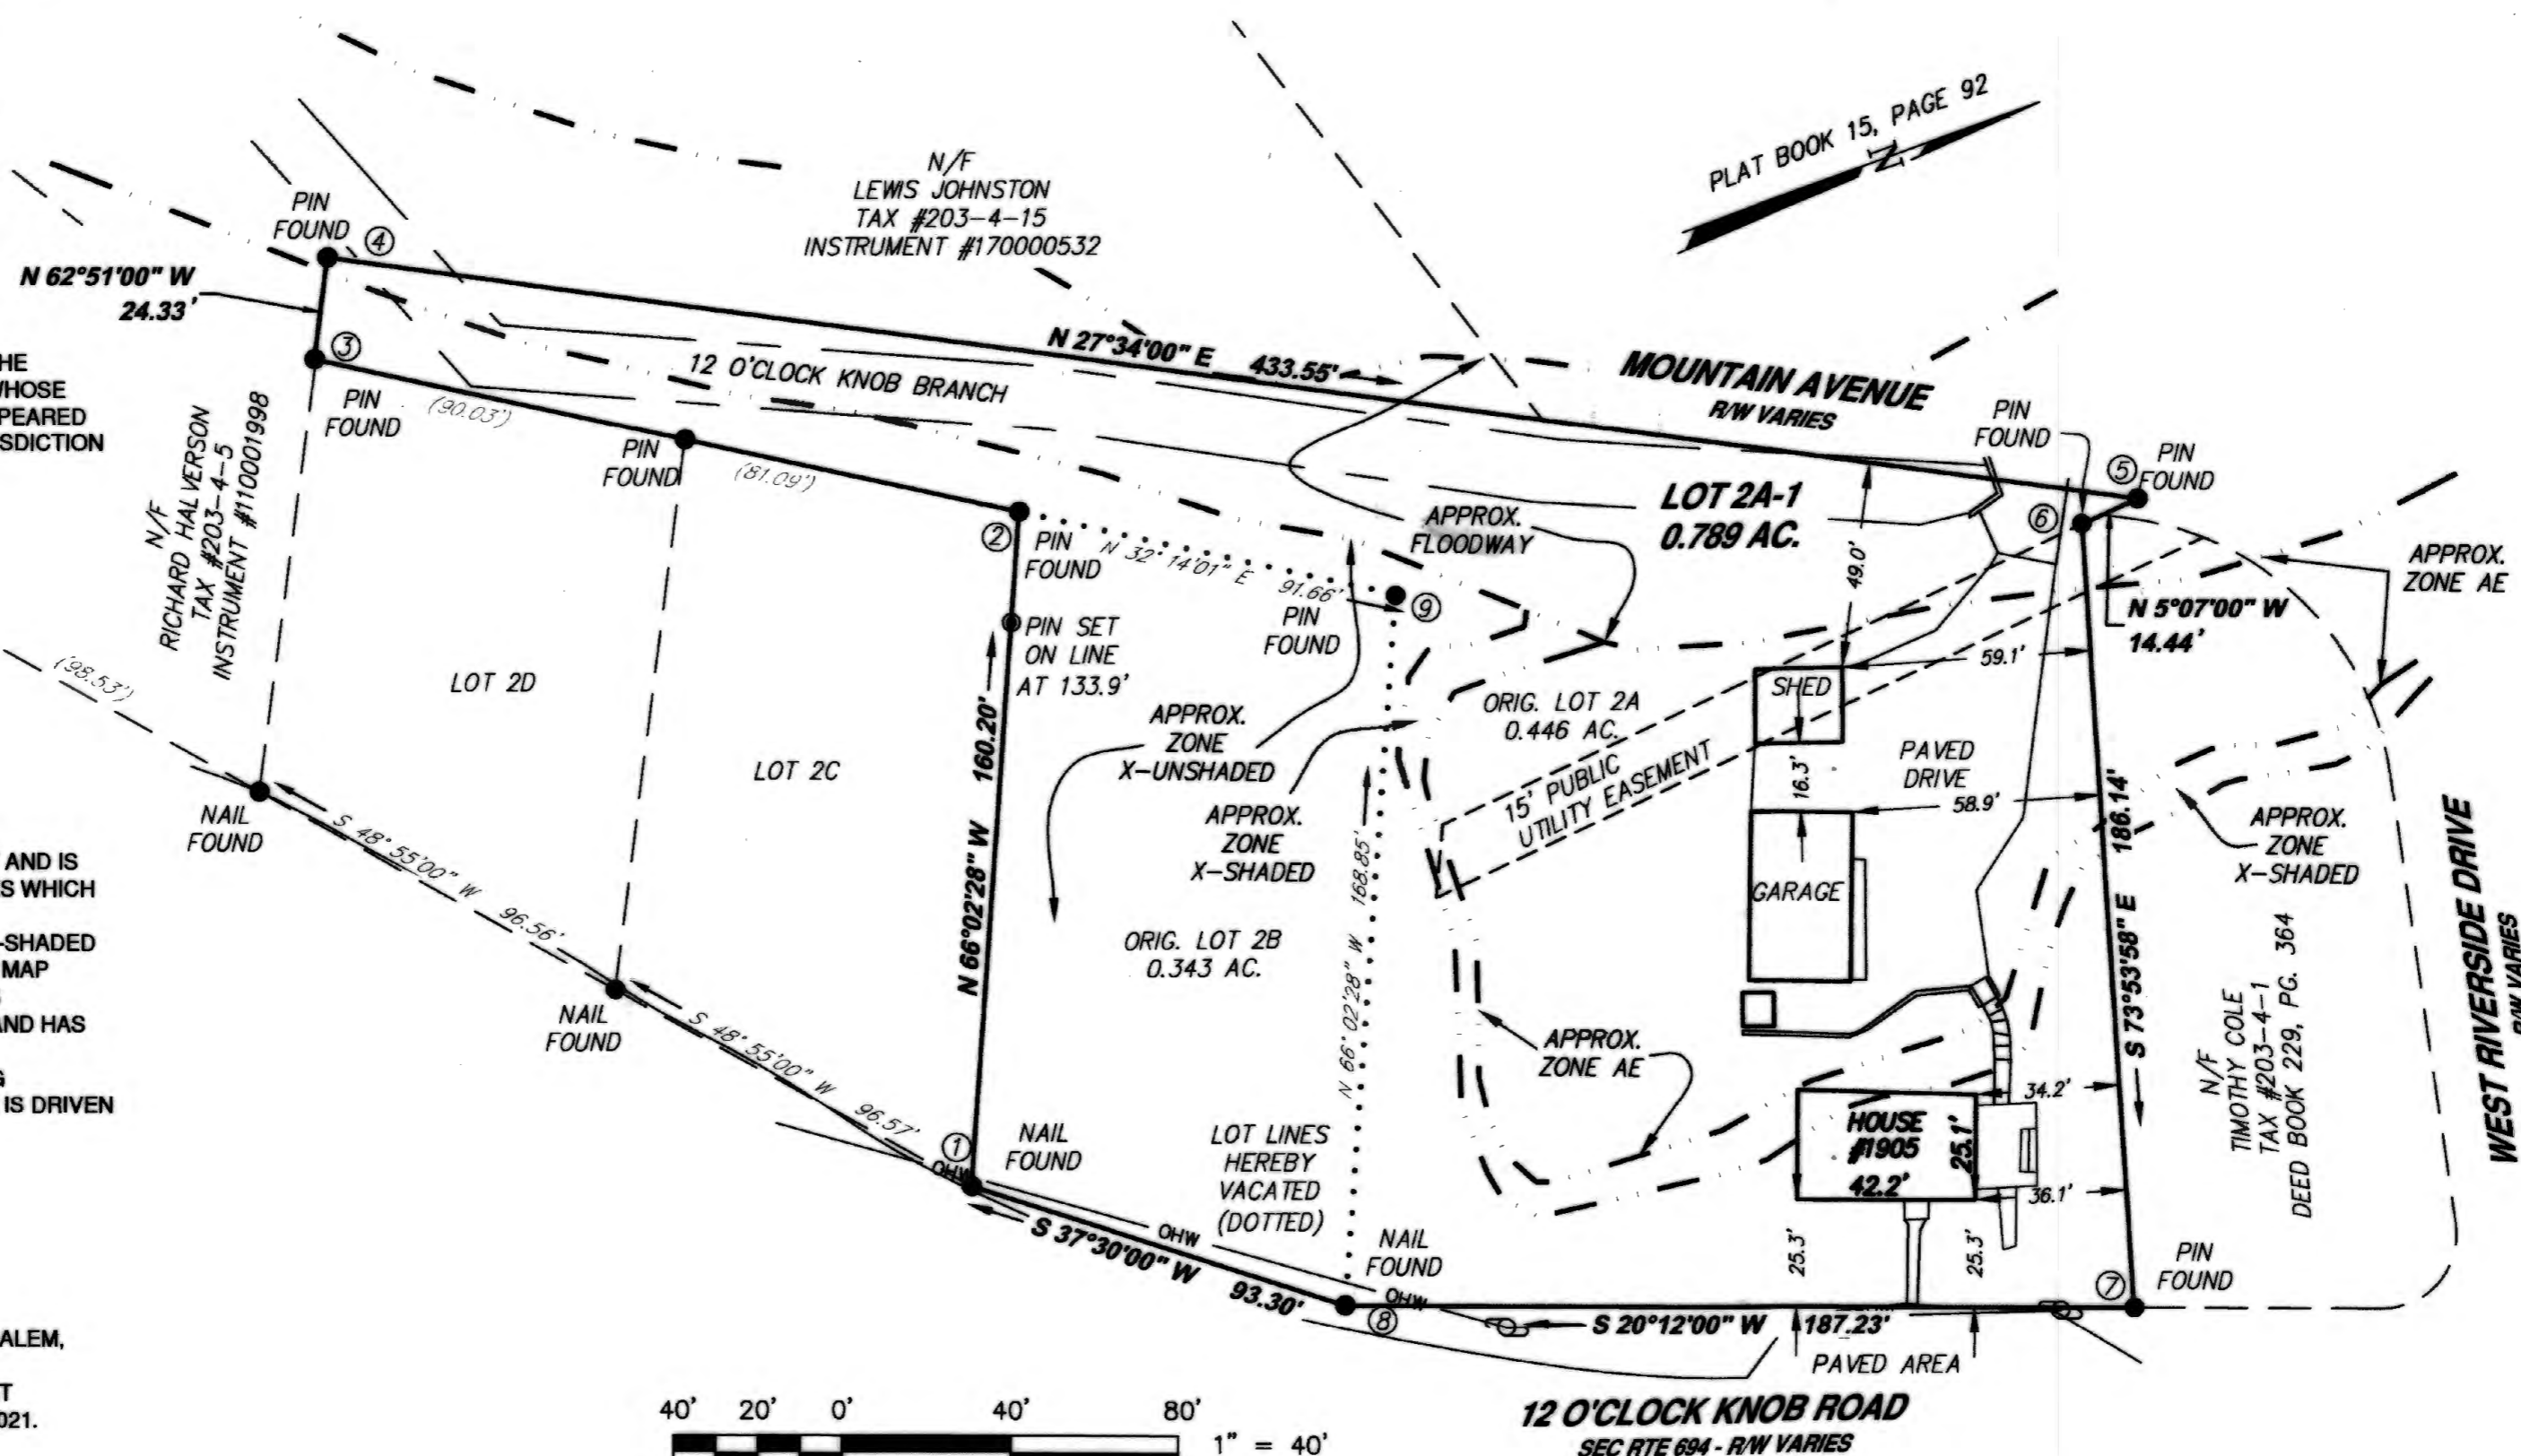 PLAT BOOK 15, PAGE 92
N
N/F
LEWIS JOHNSTON
TAX #203-4-15
INSTRUMENT #170000532
PIN
FOUND
4
N 62°51'00" W
24.33'
3
PIN
FOUND
(90.03')
12 O'CLOCK KNOB BRANCH
N 27°34'00" E 433.55'
MOUNTAIN AVENUE
R/W VARIES
PIN
FOUND
5
PIN
FOUND
6
HE
WHOSE
PEARED
SDICTION
N/F
RICHARD HALVERSON
TAX #203-4-5
INSTRUMENT #110001998
PIN
FOUND
(81.09')
2
PIN
FOUND
N 32°14'01" E 91.66'
PIN
FOUND
9
APPROX.
FLOODWAY
LOT 2A-1
0.789 AC.
49.0'
APPROX.
ZONE AE
N 5°07'00" W
14.44'
PIN SET
ON LINE
AT 133.9'
(98.53')
LOT 2D
LOT 2C
N 66°02'28" W 160.20'
APPROX.
ZONE
X-UNSHADED
APPROX.
ZONE
X-SHADED
ORIG. LOT 2A
0.446 AC.
15' PUBLIC
UTILITY EASEMENT
SHED
59.1'
16.3'
PAVED
DRIVE
58.9'
GARAGE
S 73°53'58" E 186.14'
APPROX.
ZONE
X-SHADED
WEST RIVERSIDE DRIVE
R/W VARIES
N/F
TIMOTHY COLE
TAX #203-4-1
DEED BOOK 229, PG. 364
NAIL
FOUND
S 48°55'00" W 96.56'
AND IS
S WHICH
-SHADED
MAP
AND HAS
IS DRIVEN
NAIL
FOUND
S 48°55'00" W 96.57'
ORIG. LOT 2B
0.343 AC.
N 66°02'28" W 168.85'
APPROX.
ZONE AE
HOUSE
#1905
42.2'
25.1'
34.2'
36.1'
25.3'
25.3'
1
NAIL
FOUND
OHW
LOT LINES
HEREBY
VACATED
(DOTTED)
S 37°30'00" W 93.30'
OHW
NAIL
FOUND
OHW
8
S 20°12'00" W 187.23'
7
PIN
FOUND
PAVED AREA
12 O'CLOCK KNOB ROAD
SEC RTE 694 - R/W VARIES
ALEM,
T
021.
40' 20' 0' 40' 80'
1" = 40'